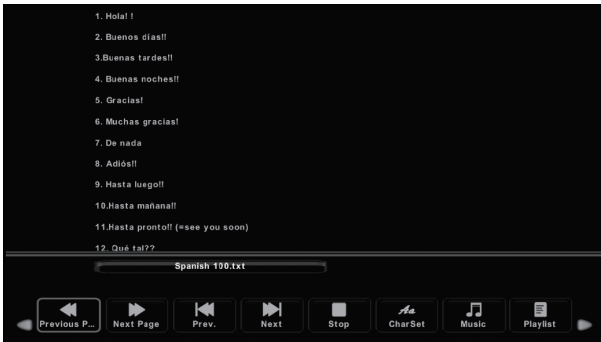 1. Hola! !
2. Buenos días!!
3.Buenas tardes!!
4. Buenas noches!!
5. Gracias!
6. Muchas gracias!
7. De nada
8. Adiós!!
9. Hasta luego!!
10.Hasta mañana!!
11.Hasta pronto!! (=see you soon)
12. Qué tal??
Spanish 100.txt
Previous P...
Next Page
Prev.
Next
Stop
Aa
CharSet
Music
Playlist